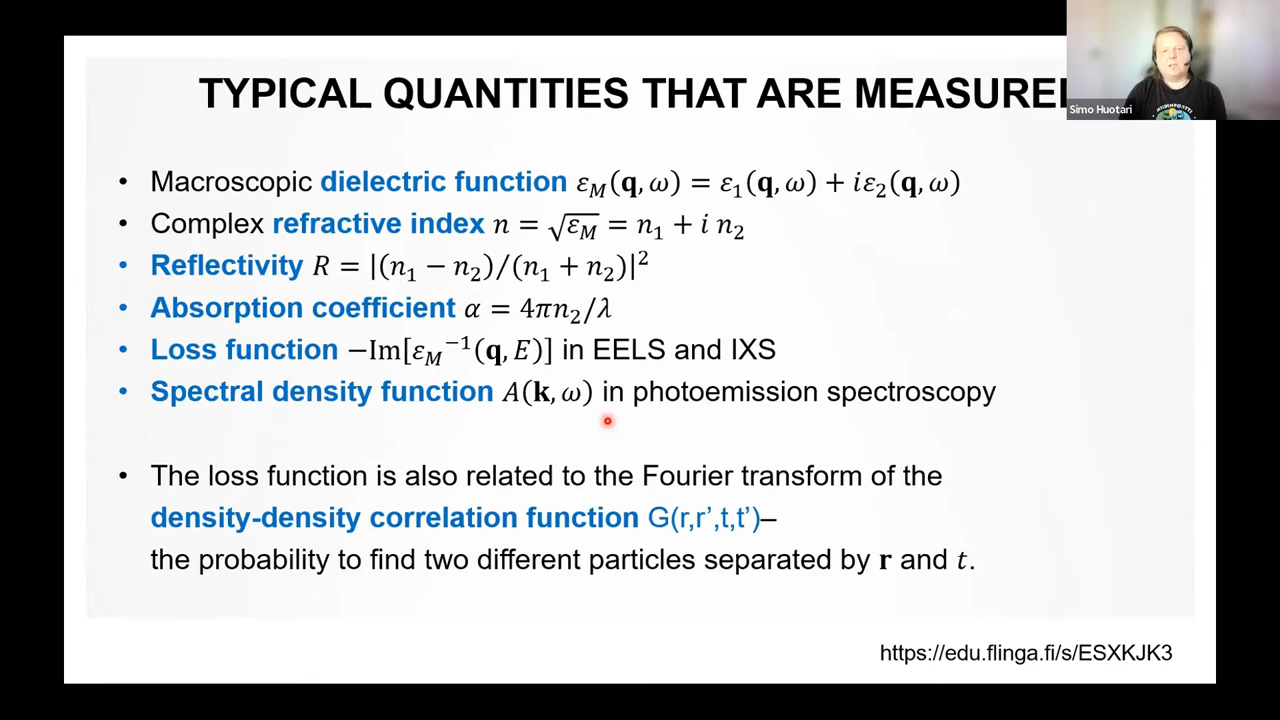 TYPICAL QUANTITIES THAT ARE MEASURE
Simo Huotari
• Macroscopic dielectric function ε_M(q, ω) = ε₁(q, ω) + iε₂(q, ω)
• Complex refractive index n = √ε_M = n₁ + i n₂
• Reflectivity R = |(n₁ − n₂)/(n₁ + n₂)|²
• Absorption coefficient α = 4πn₂/λ
• Loss function −Im[ε_M⁻¹(q, E)] in EELS and IXS
• Spectral density function A(k, ω) in photoemission spectroscopy
• The loss function is also related to the Fourier transform of the
density-density correlation function G(r,r’,t,t’)–
the probability to find two different particles separated by r and t.
https://edu.flinga.fi/s/ESXKJK3